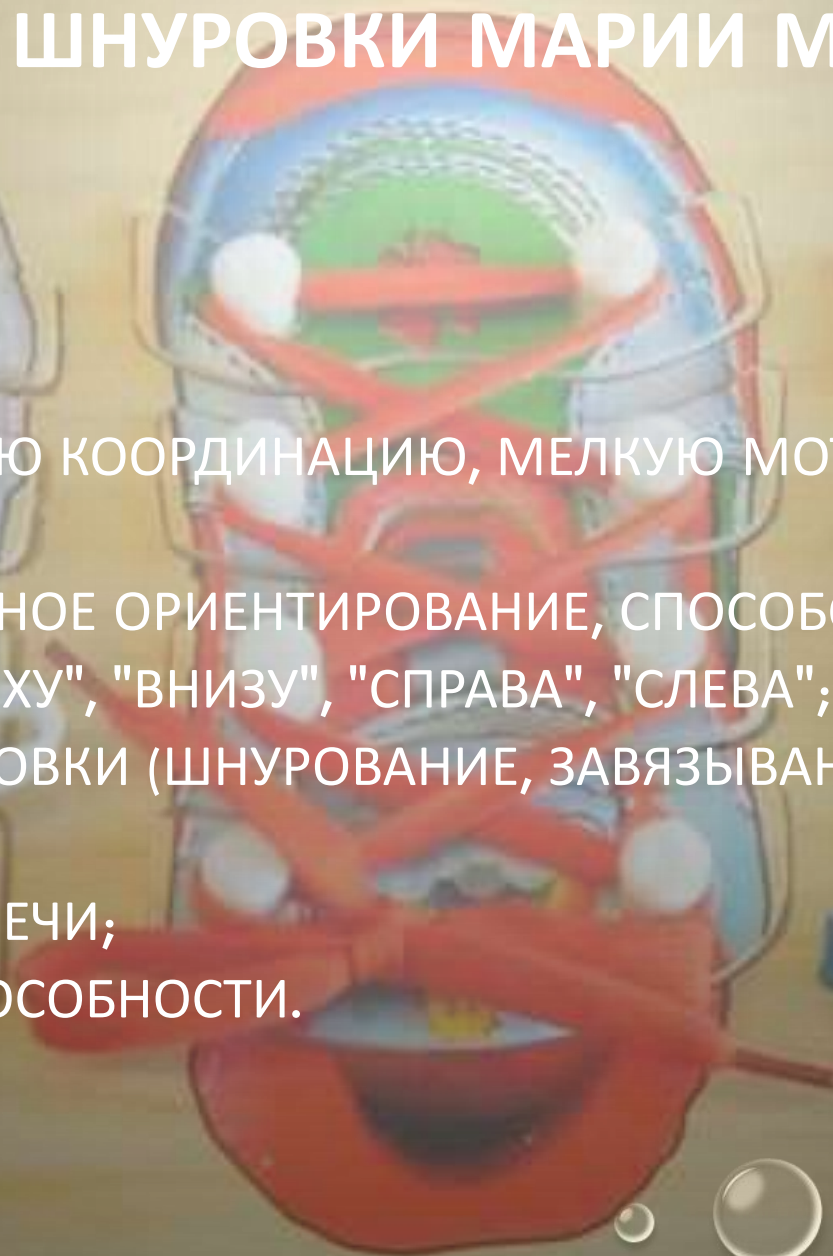 ШНУРОВКИ МАРИИ М
Ю КООРДИНАЦИЮ, МЕЛКУЮ МОТ
НОЕ ОРИЕНТИРОВАНИЕ, СПОСОБ
ХУ", "ВНИЗУ", "СПРАВА", "СЛЕВА";
ОВКИ (ШНУРОВАНИЕ, ЗАВЯЗЫВАН
ЕЧИ;
ОСОБНОСТИ.